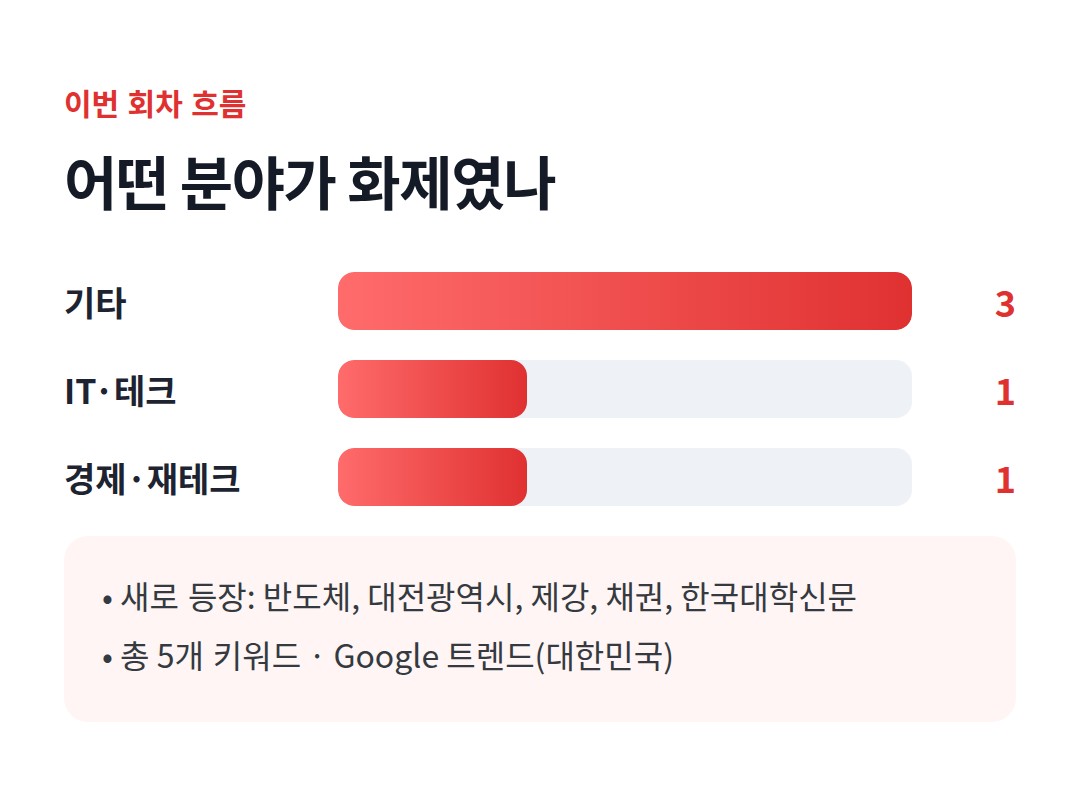 이번 회차 흐름
어떤 분야가 화제였나
기타 3
IT·테크 1
경제·재테크 1
• 새로 등장: 반도체, 대전광역시, 제강, 채권, 한국대학신문
• 총 5개 키워드 · Google 트렌드(대한민국)